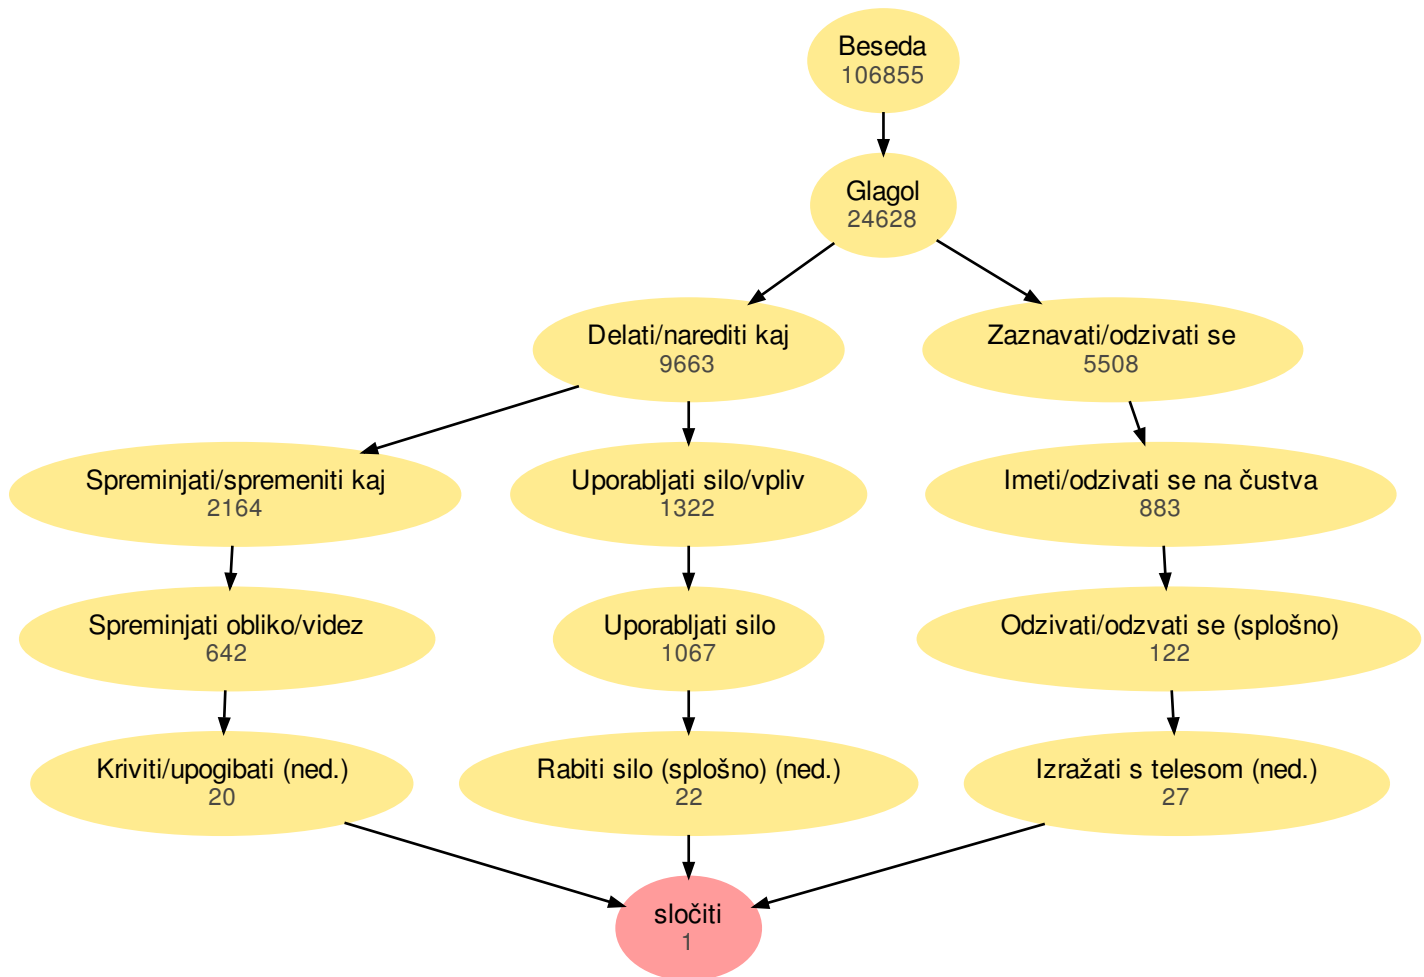 Beseda
106855
Glagol
24628
Delati/narediti kaj
9663
Zaznavati/odzivati se
5508
Spreminjati/spremeniti kaj
2164
Uporabljati silo/vpliv
1322
Imeti/odzivati se na čustva
883
Spreminjati obliko/videz
642
Uporabljati silo
1067
Odzivati/odzvati se (splošno)
122
Kriviti/upogibati (ned.)
20
Rabiti silo (splošno) (ned.)
22
Izražati s telesom (ned.)
27
sločiti
1